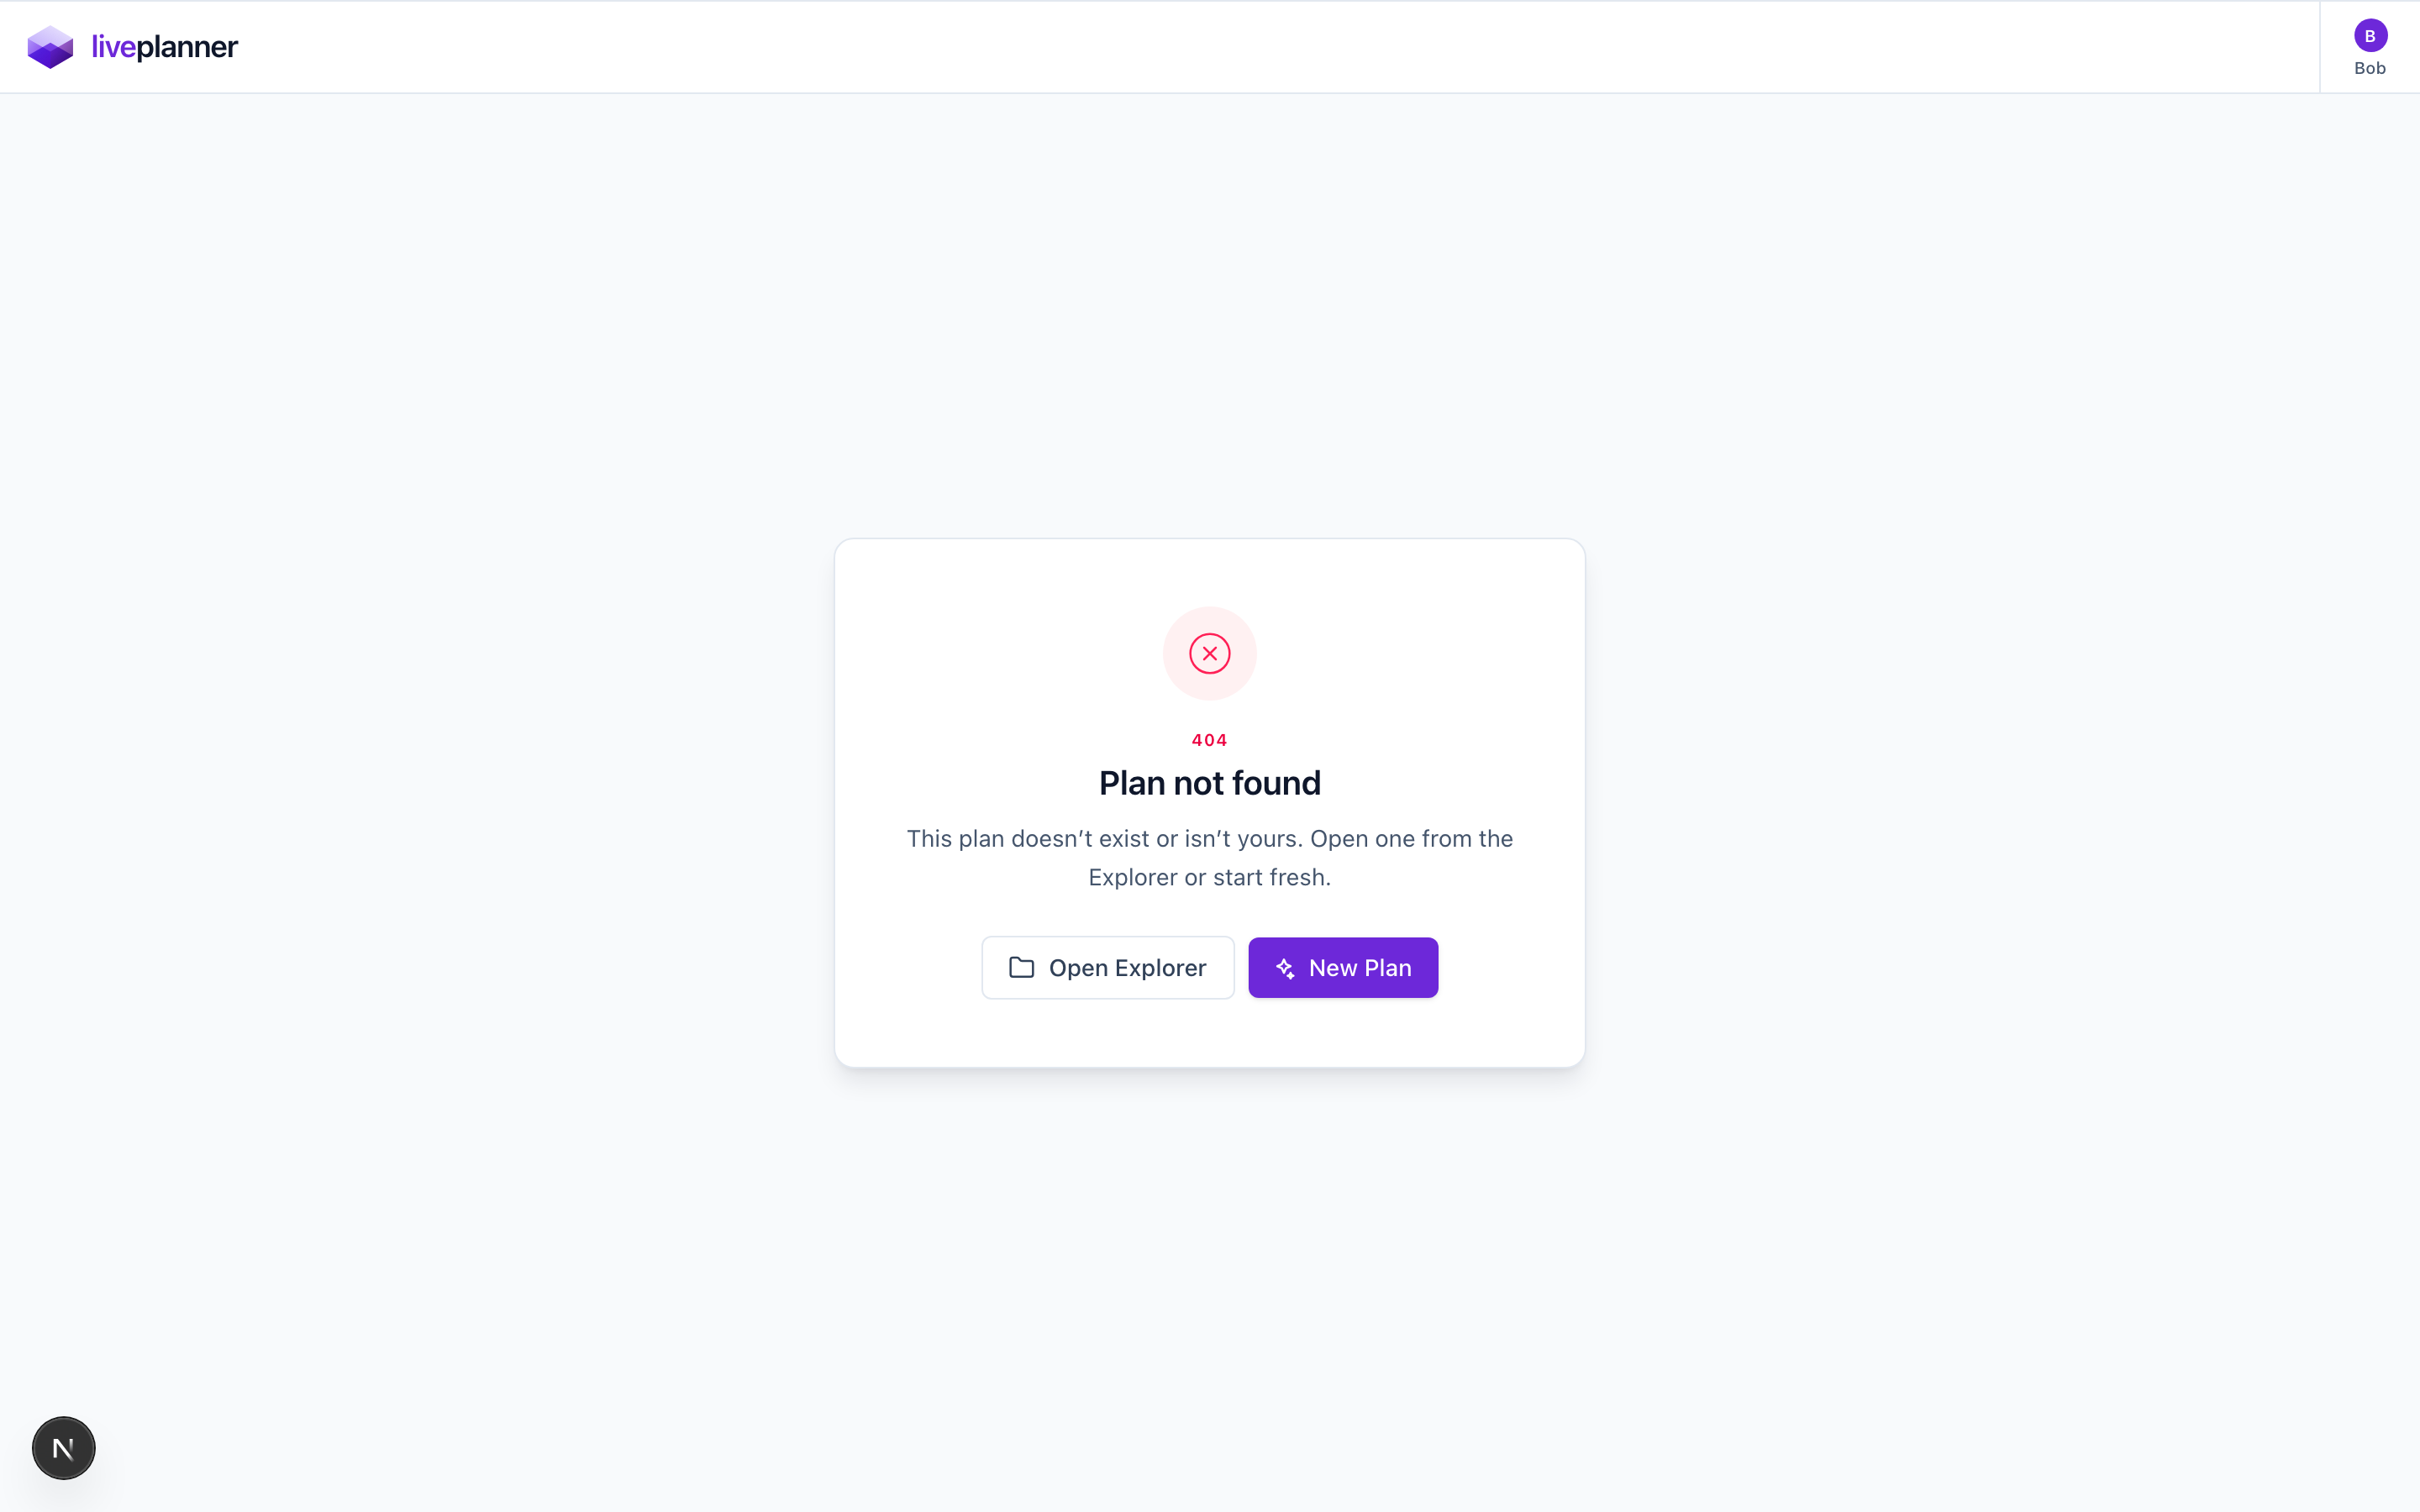 liveplanner
B
Bob
404
Plan not found
This plan doesn’t exist or isn’t yours. Open one from the
Explorer or start fresh.
Open Explorer
New Plan
N